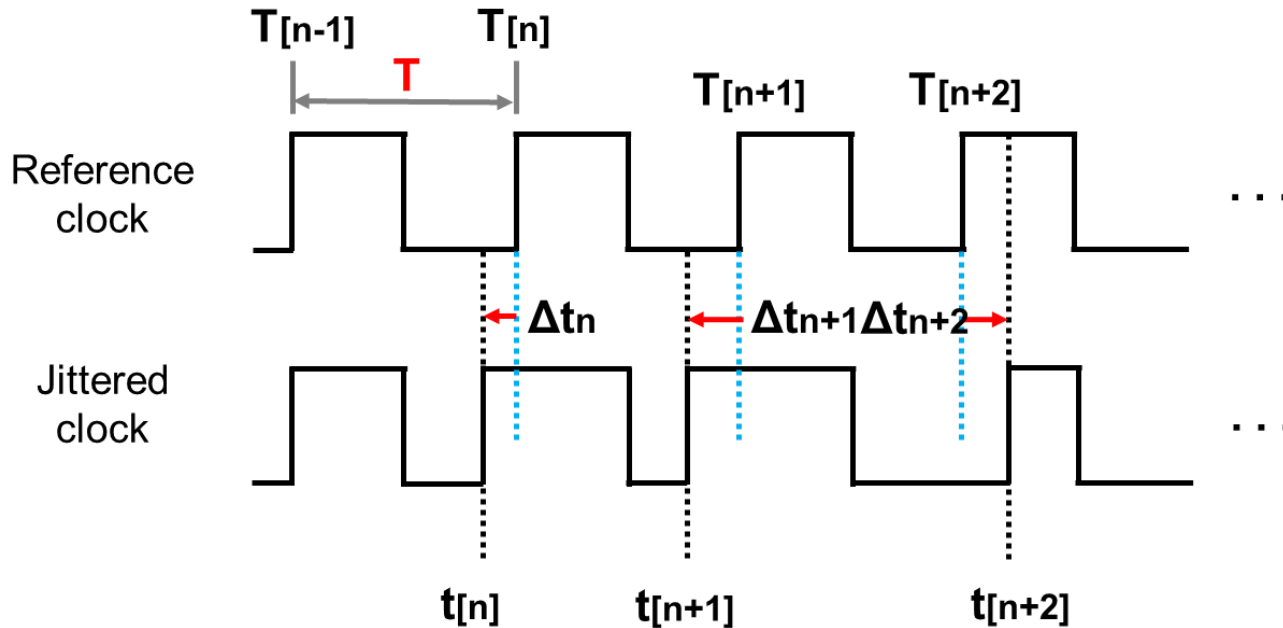 T[n-1]
T[n]
T
T[n+1]
T[n+2]
Reference
clock
. . .
Δtn
Δtn+1
Δtn+2
Jittered
clock
. . .
t[n]
t[n+1]
t[n+2]